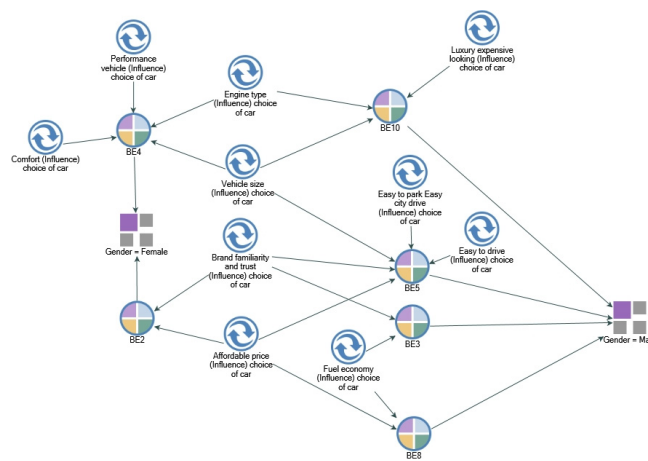 Performance
vehicle (Influence)
choice of car
Luxury expensive
looking (Influence)
choice of car
Engine type
(Influence) choice
of car
BE10
BE4
Comfort (Influence)
choice of car
Vehicle size
(Influence) choice
of car
Easy to park Easy
city drive
(Influence) choice
of car
Gender = Female
Easy to drive
(Influence) choice
of car
Brand familiarity
and trust
(Influence) choice
of car
BE5
BE2
BE3
Gender = Ma
Affordable price
(Influence) choice
of car
Fuel economy
(Influence) choice
of car
BE8